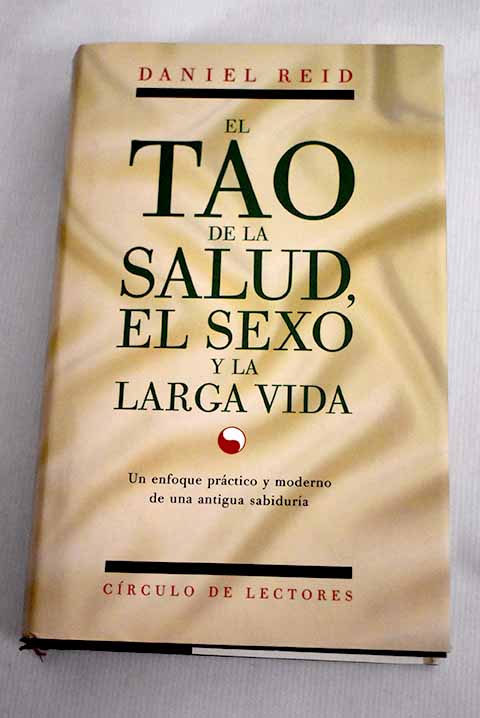 DANIEL REID
EL
TAO
DE LA
SALUD,
EL SEXO
Y LA
LARGA VIDA
Un enfoque práctico y moderno
de una antigua sabiduría
CÍRCULO DE LECTORES